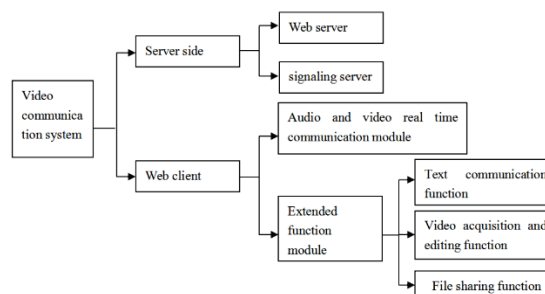 Web server
Server side
signaling server
Video
communica
tion system
Audio and video real time
communication module
Web client
Text communication
function
Extended
function
module
Video acquisition and
editing function
File sharing function